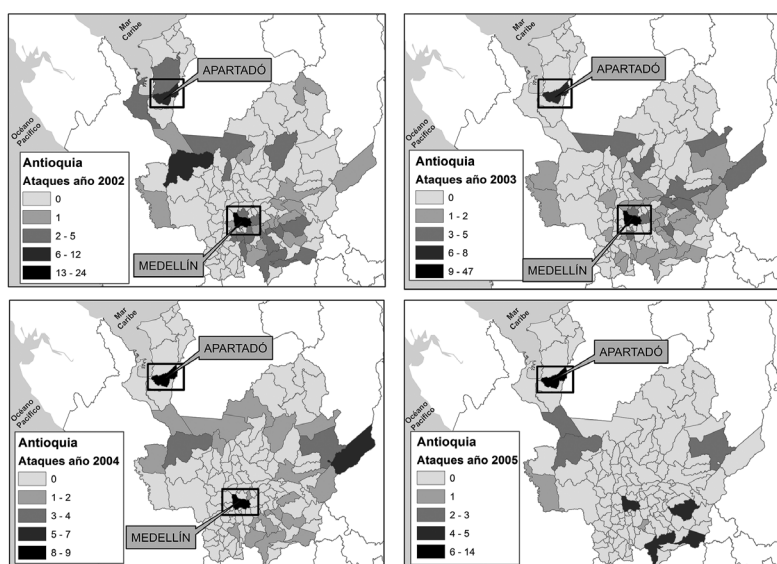 Mar
Caribe
APARTADÓ
Océano
Pacífico
Antioquia
Ataques año 2002
0
1
2 - 5
6 - 12
13 - 24
MEDELLÍN
Mar
Caribe
APARTADÓ
Océano
Pacífico
Antioquia
Ataques año 2003
0
1 - 2
3 - 5
6 - 8
9 - 47
MEDELLÍN
Mar
Caribe
APARTADÓ
Océano
Pacífico
Antioquia
Ataques año 2004
0
1 - 2
3 - 4
5 - 7
8 - 9
MEDELLÍN
Mar
Caribe
APARTADÓ
Océano
Pacífico
Antioquia
Ataques año 2005
0
1
2 - 3
4 - 5
6 - 14